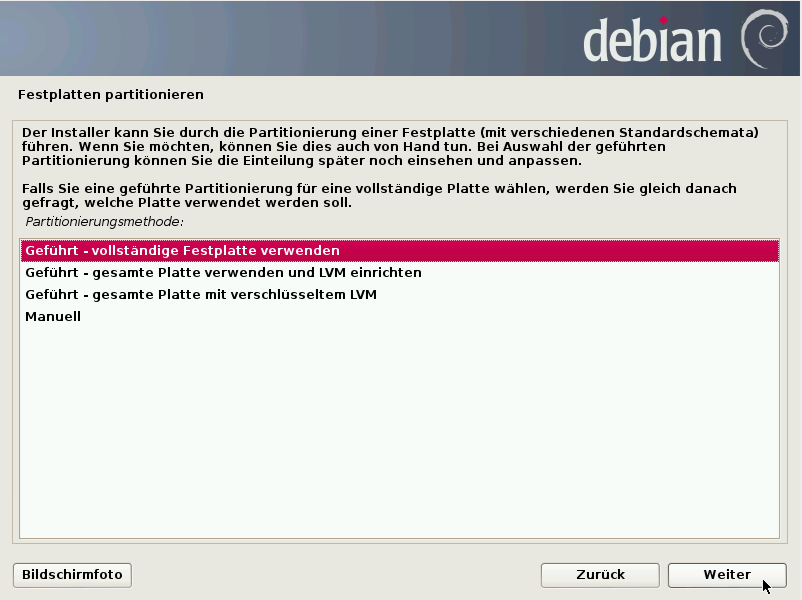 debian
Festplatten partitionieren
Der Installer kann Sie durch die Partitionierung einer Festplatte (mit verschiedenen Standardschemata)
führen. Wenn Sie möchten, können Sie dies auch von Hand tun. Bei Auswahl der geführten
Partitionierung können Sie die Einteilung später noch einsehen und anpassen.
Falls Sie eine geführte Partitionierung für eine vollständige Platte wählen, werden Sie gleich danach
gefragt, welche Platte verwendet werden soll.
Partitionierungsmethode:
Geführt - vollständige Festplatte verwenden
Geführt - gesamte Platte verwenden und LVM einrichten
Geführt - gesamte Platte mit verschlüsseltem LVM
Manuell
Bildschirmfoto
Zurück
Weiter